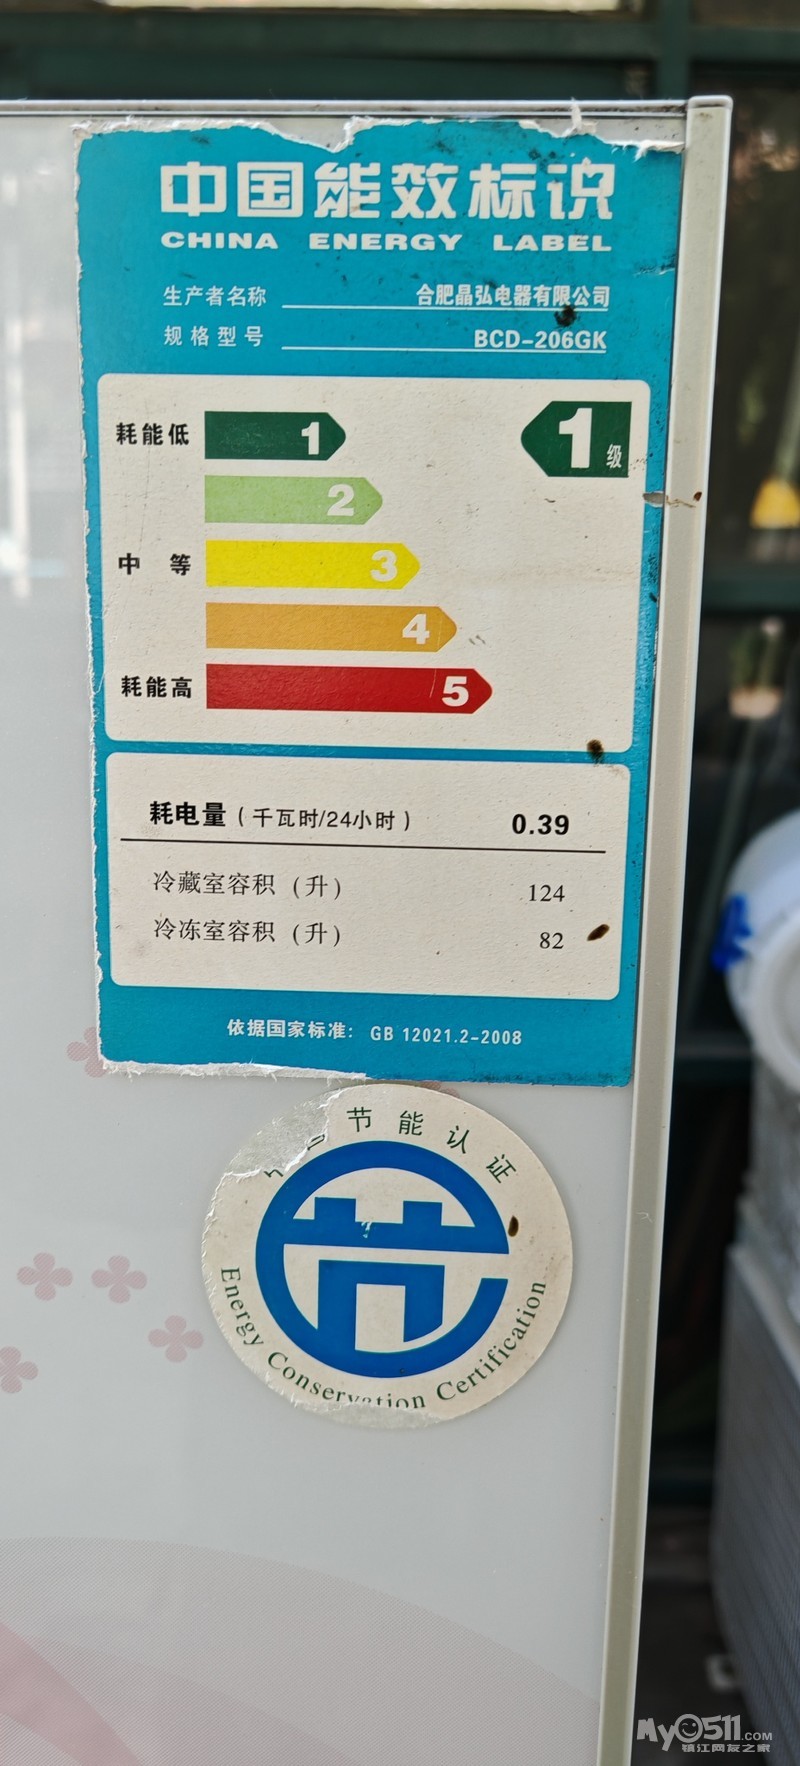 中国能效标识
CHINA ENERGY LABEL
生产者名称 合肥晶弘电器有限公司
规格型号 BCD-206GK
耗能低 1 1级
2
中等 3
4
耗能高 5
耗电量(千瓦时/24小时) 0.39
冷藏室容积(升) 124
冷冻室容积(升) 82
依据国家标准: GB 12021.2-2008
节能认证
Energy Conservation Certification
My0511.COM
镇江网友之家